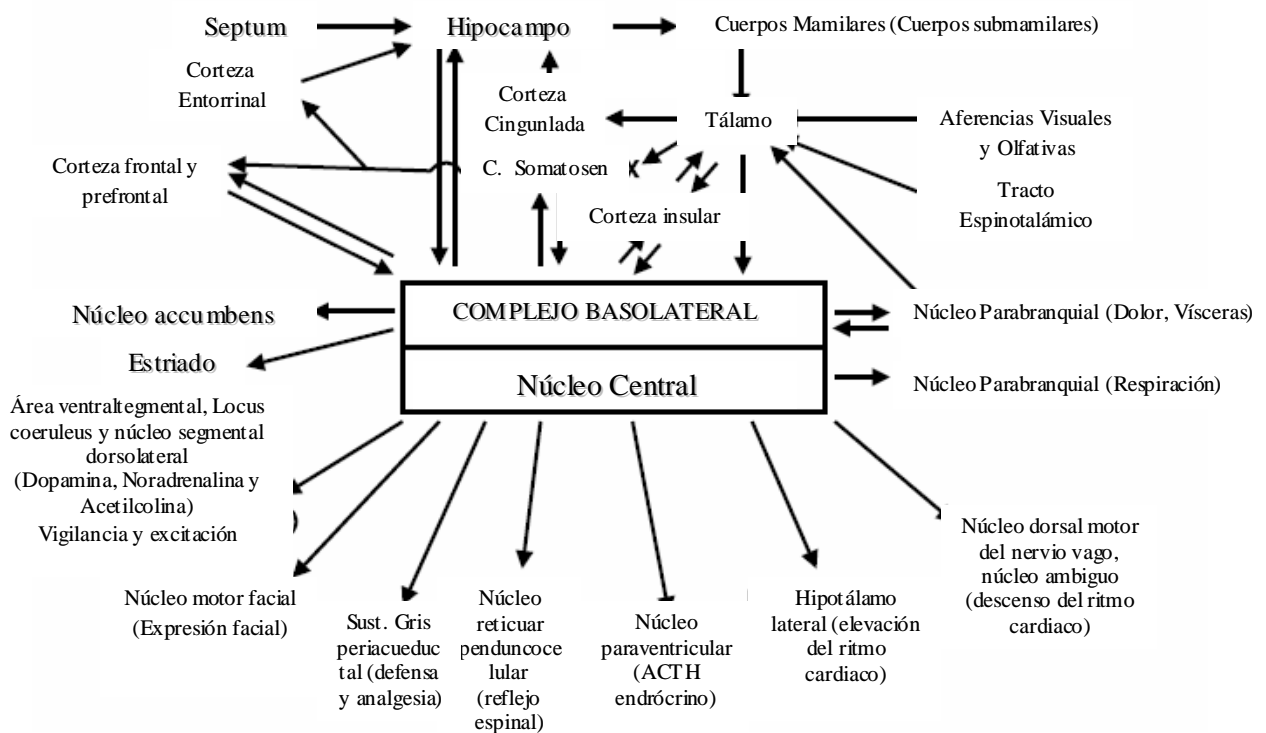 Septum
Hipocampo
Cuerpos Mamilares (Cuerpos submamilares)
Corteza
Entorrinal
Corteza
Cingunlada
Tálamo
Aferencias Visuales
y Olfativas
Corteza frontal y
prefrontal
C. Somatosen
Tracto
Espinotalámico
Corteza insular
Núcleo accumbens
COMPLEJO BASOLATERAL
Núcleo Parabranquial (Dolor, Vísceras)
Estriado
Núcleo Central
Núcleo Parabranquial (Respiración)
Área ventraltegmental, Locus
coeruleus y núcleo segmental
dorsolateral
(Dopamina, Noradrenalina y
Acetilcolina)
Vigilancia y excitación
Núcleo motor facial
(Expresión facial)
Sust. Gris
periacueduc
tal (defensa
y analgesia)
Núcleo
reticuar
penduncoce
lular
(reflejo
espinal)
Núcleo
paraventricular
(ACTH
endrócrino)
Hipotálamo
lateral (elevación
del ritmo
cardiaco)
Núcleo dorsal motor
del nervio vago,
núcleo ambiguo
(descenso del ritmo
cardiaco)